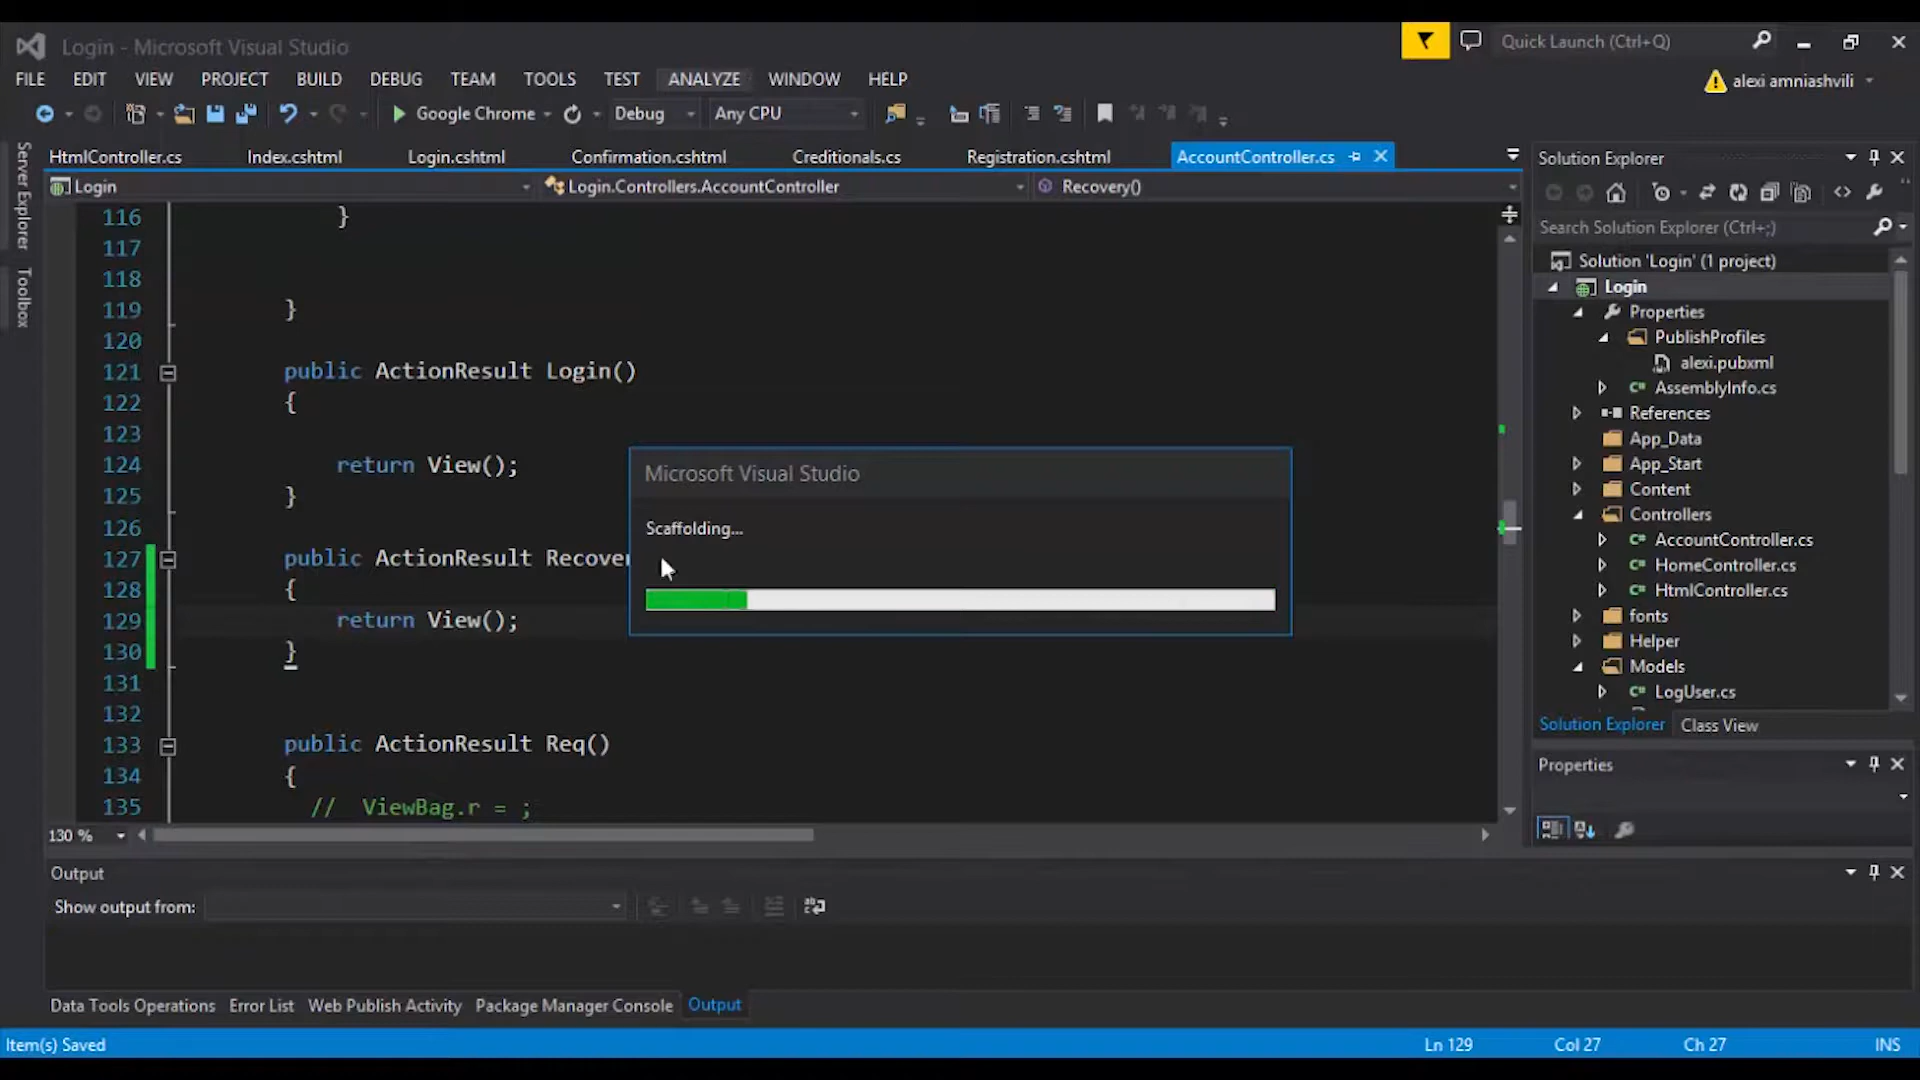 Login - Microsoft Visual Studio
Quick Launch (Ctrl+Q)
FILE EDIT VIEW PROJECT BUILD DEBUG TEAM TOOLS TEST ANALYZE WINDOW HELP
alexi amniashvili
Google Chrome Debug Any CPU
Server Explorer
Toolbox
HtmlController.cs Index.cshtml Login.cshtml Confirmation.cshtml Creditionals.cs Registration.cshtml AccountController.cs
Login Login.Controllers.AccountController Recovery()
116 }
117
118
119 }
120
121 public ActionResult Login()
122 {
123
124 return View();
125 }
126
127 public ActionResult Recover
128 {
129 return View();
130 }
131
132
133 public ActionResult Req()
134 {
135 // ViewBag.r = ;
130 %
Microsoft Visual Studio
Scaffolding...
Solution Explorer
Search Solution Explorer (Ctrl+;)
Solution 'Login' (1 project)
Login
Properties
PublishProfiles
alexi.pubxml
AssemblyInfo.cs
References
App_Data
App_Start
Content
Controllers
AccountController.cs
HomeController.cs
HtmlController.cs
fonts
Helper
Models
LogUser.cs
Solution Explorer Class View
Properties
Output
Show output from:
Data Tools Operations Error List Web Publish Activity Package Manager Console Output
Item(s) Saved Ln 129 Col 27 Ch 27 INS